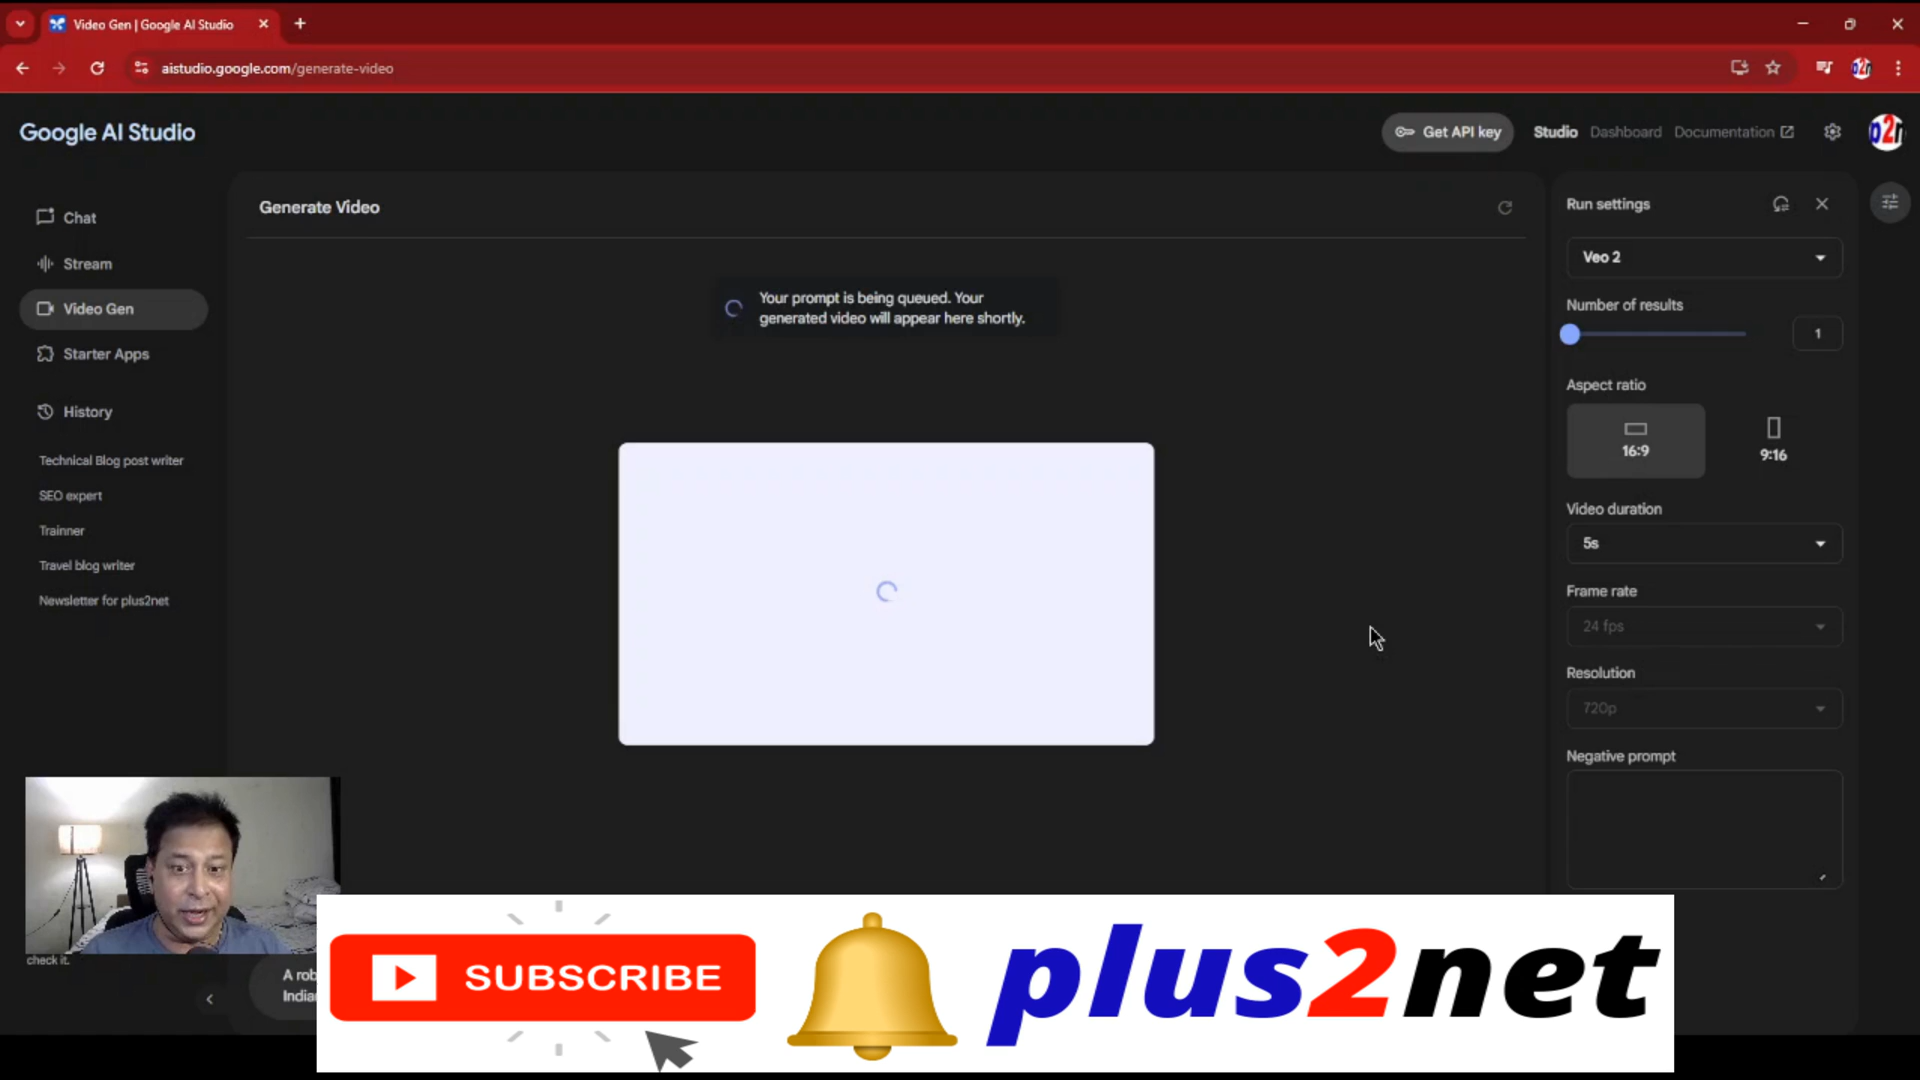 Video Gen | Google AI Studio
aistudio.google.com/generate-video
Google AI Studio
Get API key
Studio
Dashboard
Documentation
Chat
Stream
Video Gen
Starter Apps
History
Technical Blog post writer
SEO expert
Trainner
Travel blog writer
Newsletter for plus2net
Generate Video
Your prompt is being queued. Your
generated video will appear here shortly.
Run settings
Veo 2
Number of results
1
Aspect ratio
16:9
9:16
Video duration
5s
Frame rate
24 fps
Resolution
720p
Negative prompt
check it.
A rob
India
SUBSCRIBE
plus2net